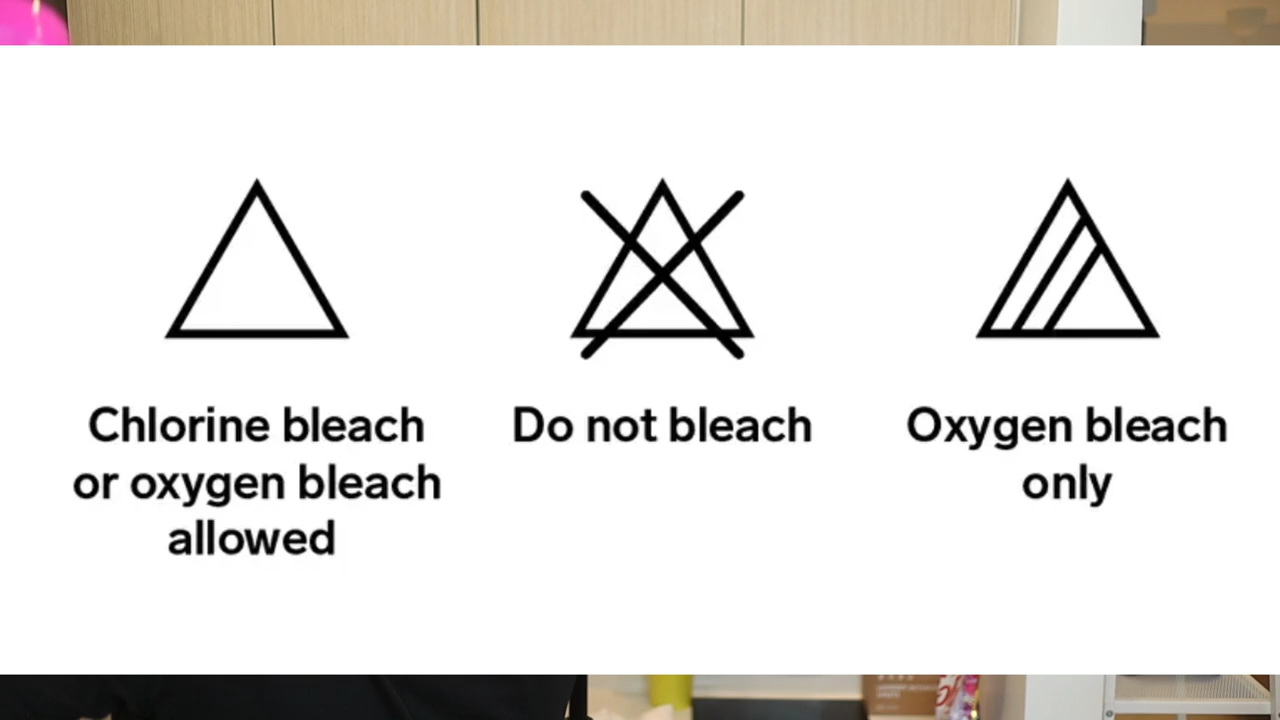 Chlorine bleach
or oxygen bleach
allowed
Do not bleach
Oxygen bleach
only